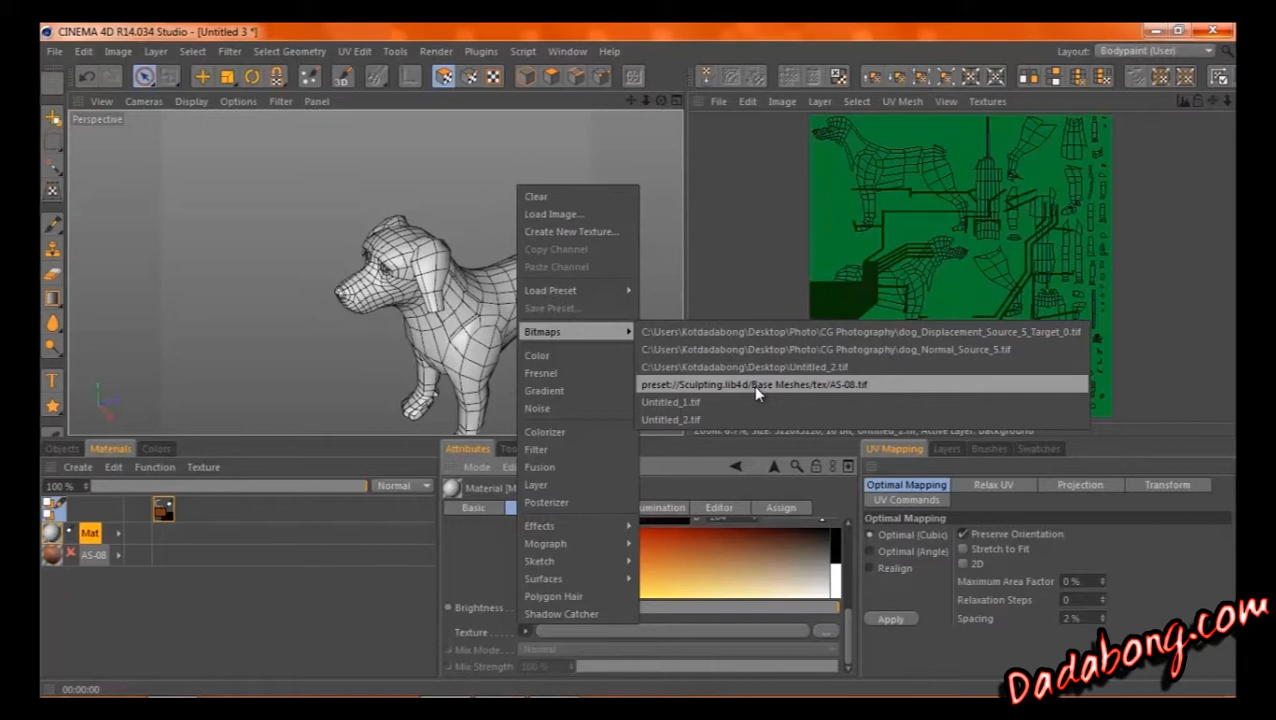 CINEMA 4D R14.034 Studio - [Untitled 3 *]
File Edit Image Layer Select Filter Select Geometry UV Edit Tools Render Plugins Script Window Help
Layout: Bodypaint (User)
View Cameras Display Options Filter Panel
File Edit Image Layer Select UV Mesh View Textures
Perspective
Clear
Load Image...
Create New Texture...
Copy Channel
Paste Channel
Load Preset
Save Preset...
Bitmaps
C:\Users\Kotdadabong\Desktop\Photo\CG Photography\dog_Displacement_Source_5_Target_0.tif
C:\Users\Kotdadabong\Desktop\Photo\CG Photography\dog_Normal_Source_5.tif
C:\Users\Kotdadabong\Desktop\Untitled_2.tif
preset://Sculpting.lib4d/Base Meshes/tex/AS-08.tif
Untitled_1.tif
Untitled_2.tif
Color
Fresnel
Gradient
Noise
Colorizer
Filter
Fusion
Layer
Posterizer
Effects
Mograph
Sketch
Surfaces
Polygon Hair
Shadow Catcher
Objects Materials Colors
Create Edit Function Texture
100 % Normal
Mat
AS-08
Attributes
Mode
Material
Basic Editor Assign
Brightness
Texture
Mix Mode Normal
Mix Strength 100 %
UV Mapping Layers Brushes Swatches
Optimal Mapping Relax UV Projection Transform
UV Commands
Optimal Mapping
Optimal (Cubic) Preserve Orientation
Optimal (Angle) Stretch to Fit
Realign 2D
Maximum Area Factor 0 %
Relaxation Steps 0
Apply Spacing 2 %
00:00:00
Dadabong.com